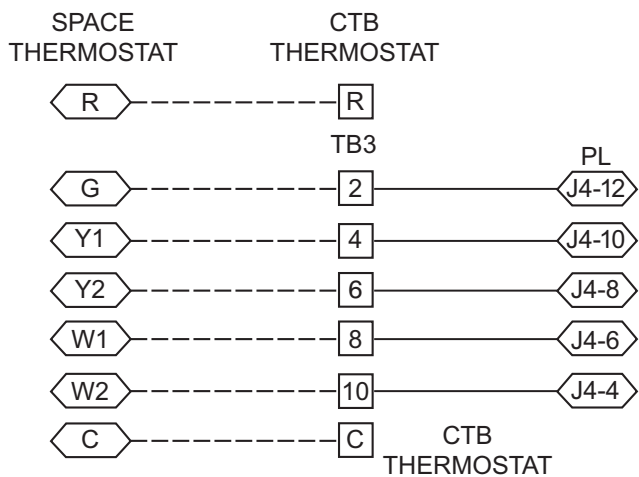 SPACE
THERMOSTAT
CTB
THERMOSTAT
R R
TB3
PL
G 2 J4-12
Y1 4 J4-10
Y2 6 J4-8
W1 8 J4-6
W2 10 J4-4
C C
CTB
THERMOSTAT